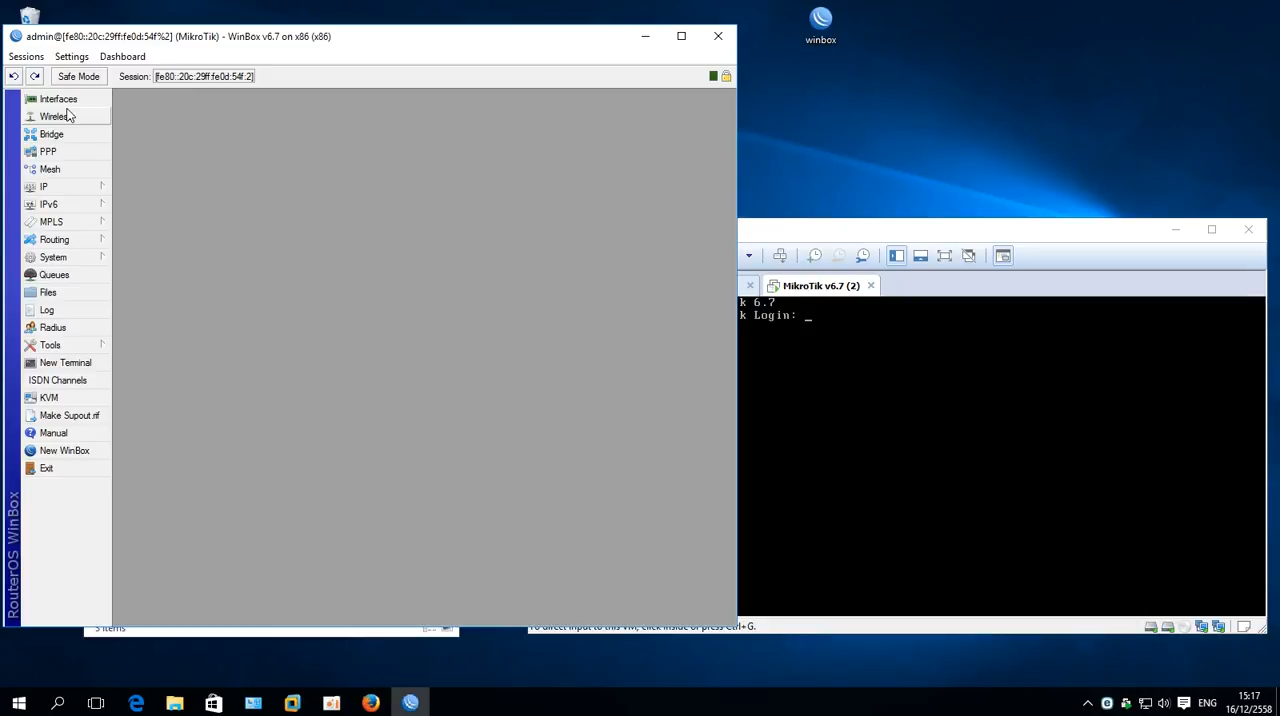 winbox
admin@[fe80::20c:29ff:fe0d:54f%2] (MikroTik) - WinBox v6.7 on x86 (x86)
Sessions Settings Dashboard
Safe Mode Session: [fe80::20c:29ff:fe0d:54f:2]
Interfaces
Wireless
Bridge
PPP
Mesh
IP
IPv6
MPLS
Routing
System
Queues
Files
Log
Radius
Tools
New Terminal
ISDN Channels
KVM
Make Supout.rif
Manual
New WinBox
Exit
RouterOS WinBox
MikroTik v6.7 (2)
k 6.7
k Login: _
5 items
To direct input to this VM, click inside or press Ctrl+G.
ENG
15:17
16/12/2558